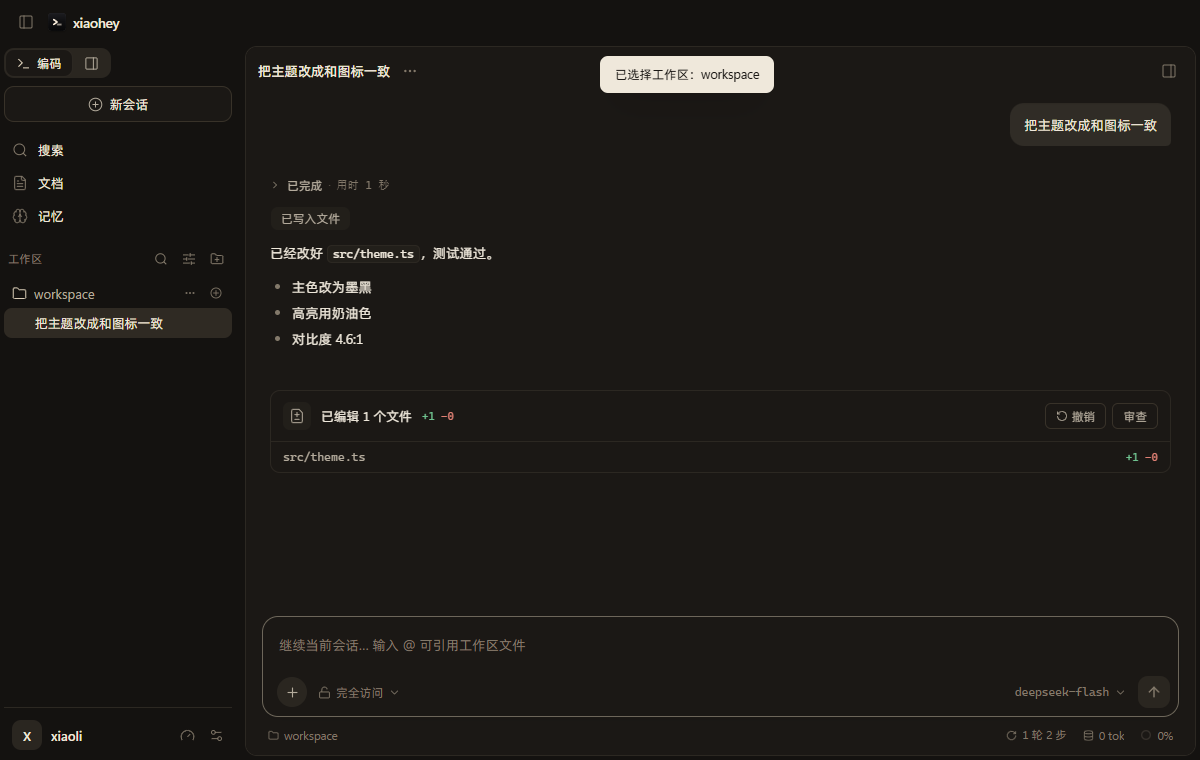 xiaohey
编码
新会话
搜索
文档
记忆
工作区
workspace
把主题改成和图标一致
X xiaoli
把主题改成和图标一致
已选择工作区：workspace
把主题改成和图标一致
已完成 · 用时 1 秒
已写入文件
已经改好 src/theme.ts，测试通过。
主色改为墨黑
高亮用奶油色
对比度 4.6:1
已编辑 1 个文件 +1 −0 撤销 审查
src/theme.ts +1 −0
继续当前会话... 输入 @ 可引用工作区文件
完全访问 deepseek-flash
workspace 1 轮 2 步 0 tok 0%